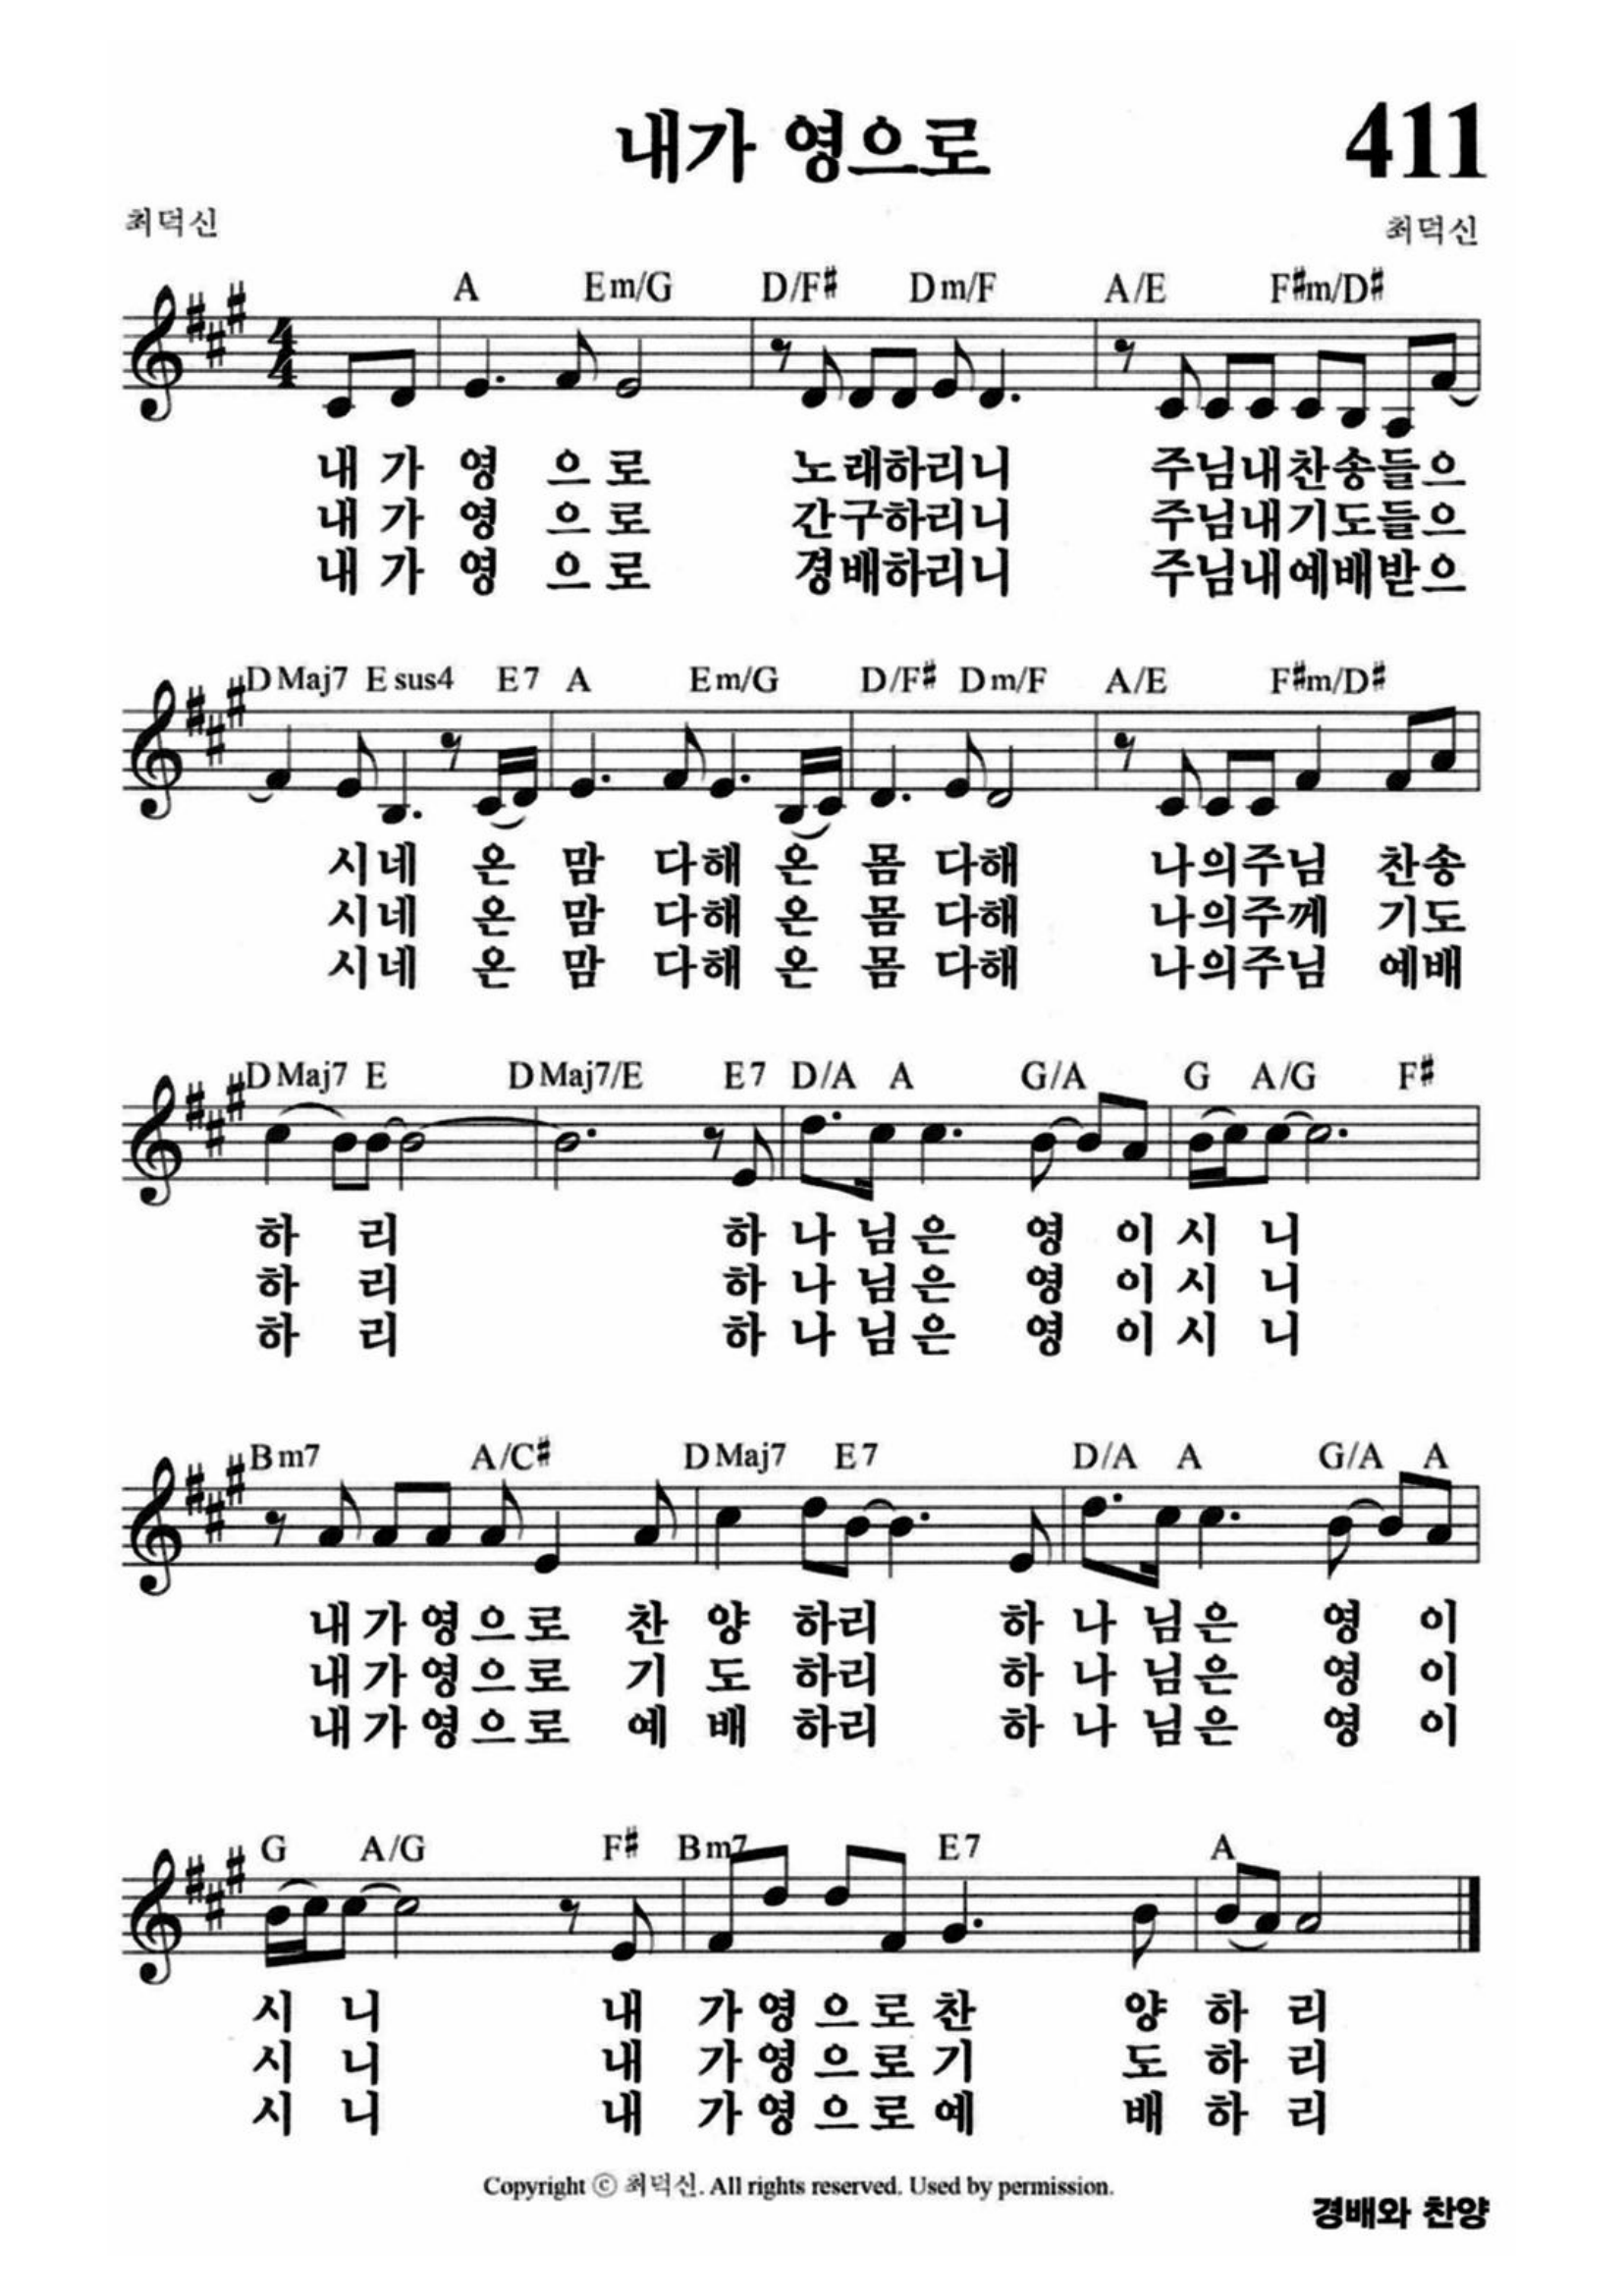 내가 영으로 411
최덕신 최덕신
A Em/G D/F# Dm/F A/E F#m/D#
내 가 영 으 로 노래하리니 주님내찬송들으
내 가 영 으 로 간구하리니 주님내기도들으
내 가 영 으 로 경배하리니 주님내예배받으
D Maj7 E sus4 E7 A Em/G D/F# Dm/F A/E F#m/D#
시네 온 맘 다해 온 몸 다해 나의주님 찬송
시네 온 맘 다해 온 몸 다해 나의주께 기도
시네 온 맘 다해 온 몸 다해 나의주님 예배
D Maj7 E D Maj7/E E7 D/A A G/A G A/G F#
하 리 하 나 님 은 영 이 시 니
하 리 하 나 님 은 영 이 시 니
하 리 하 나 님 은 영 이 시 니
Bm7 A/C# D Maj7 E7 D/A A G/A A
내 가 영 으 로 찬 양 하리 하 나 님 은 영 이
내 가 영 으 로 기 도 하리 하 나 님 은 영 이
내 가 영 으 로 예 배 하리 하 나 님 은 영 이
G A/G F# Bm7 E7 A
시 니 내 가 영 으 로 찬 양 하 리
시 니 내 가 영 으 로 기 도 하 리
시 니 내 가 영 으 로 예 배 하 리
Copyright ⓒ 최덕신. All rights reserved. Used by permission.
경배와 찬양